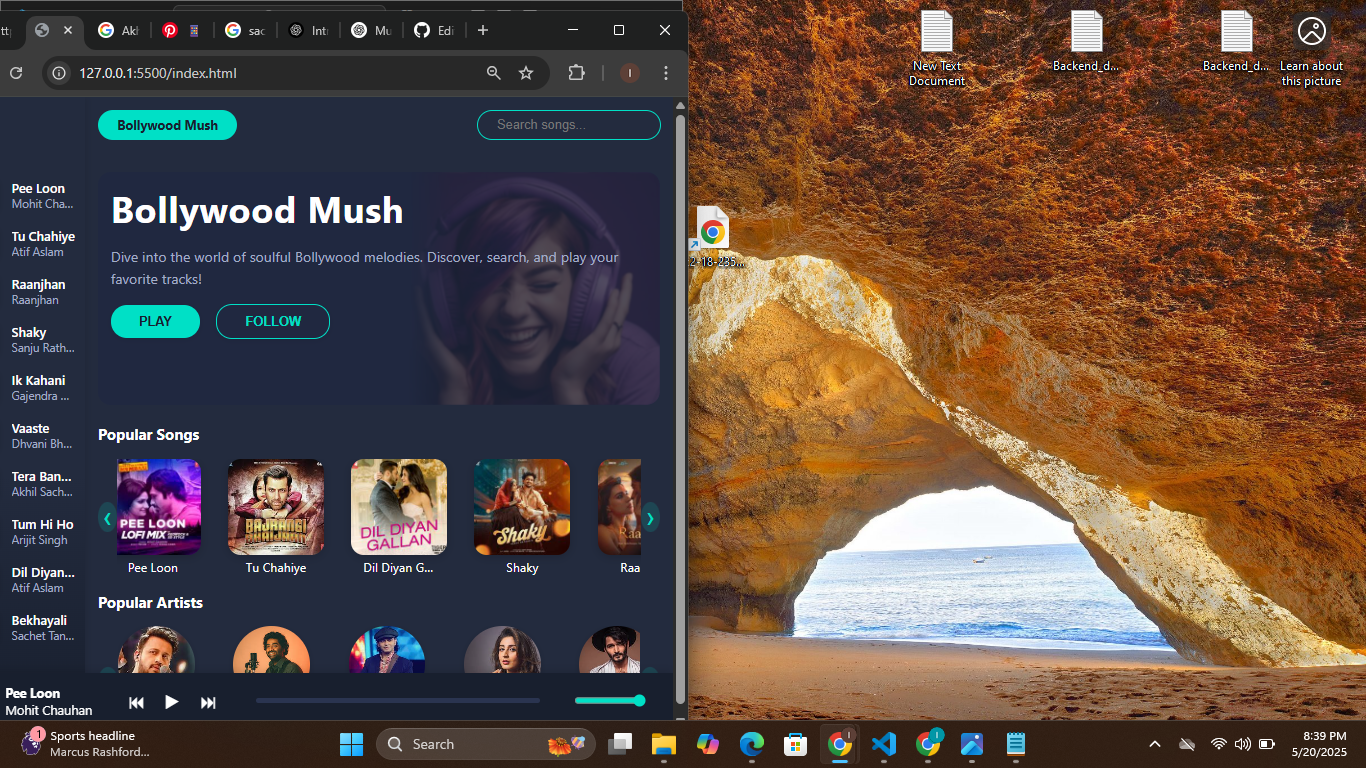 Akl
sac
Intr
Mu
Edi
127.0.0.1:5500/index.html
Bollywood Mush
Search songs...
Pee Loon
Mohit Cha...
Tu Chahiye
Atif Aslam
Raanjhan
Raanjhan
Shaky
Sanju Rath...
Ik Kahani
Gajendra ...
Vaaste
Dhvani Bh...
Tera Ban...
Akhil Sach...
Tum Hi Ho
Arijit Singh
Dil Diyan...
Atif Aslam
Bekhayali
Sachet Tan...
Bollywood Mush
Dive into the world of soulful Bollywood melodies. Discover, search, and play your
favorite tracks!
PLAY
FOLLOW
Popular Songs
PEE LOON
LOFI MIX
BAJRANGI
BHAIJAAN
DIL DIYAN
GALLAN
Shaky
Raa
Pee Loon
Tu Chahiye
Dil Diyan G...
Shaky
Raa
Popular Artists
Pee Loon
Mohit Chauhan
New Text
Document
Backend_d...
Backend_d...
Learn about
this picture
2-18-235...
1
Sports headline
Marcus Rashford...
Search
8:39 PM
5/20/2025